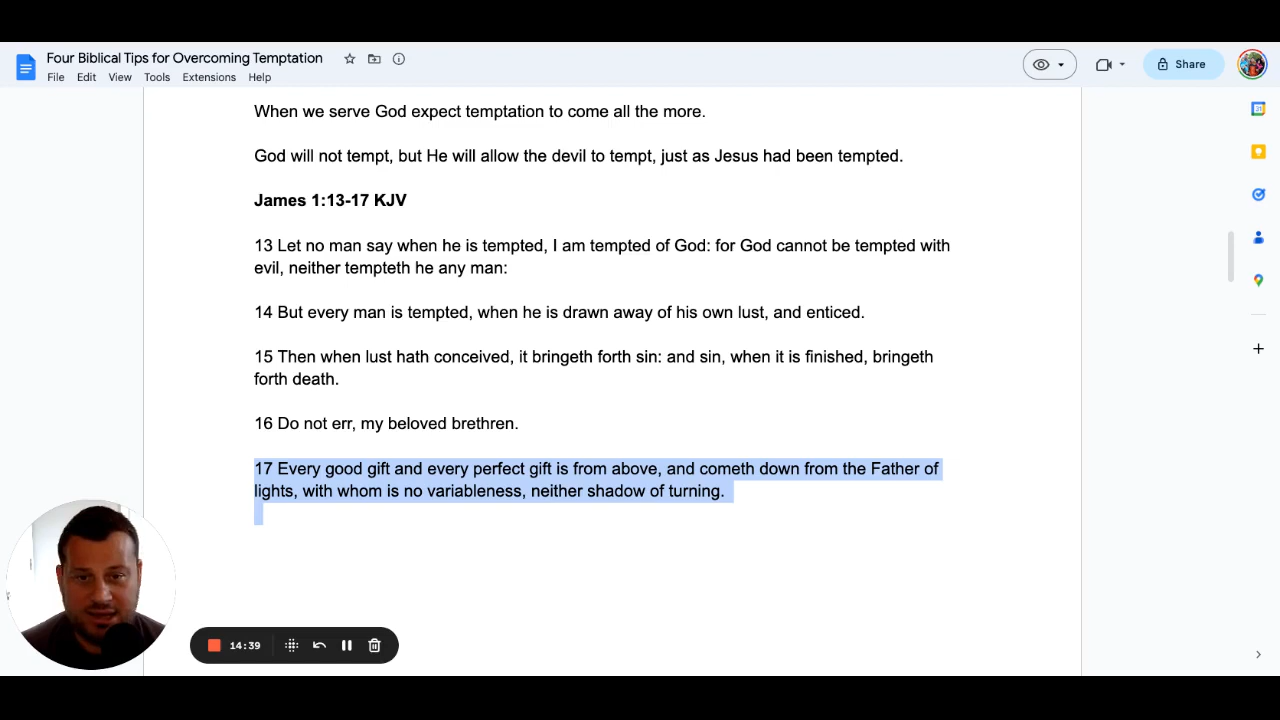 Four Biblical Tips for Overcoming Temptation
File Edit View Tools Extensions Help
Share
When we serve God expect temptation to come all the more.
God will not tempt, but He will allow the devil to tempt, just as Jesus had been tempted.
James 1:13-17 KJV
13 Let no man say when he is tempted, I am tempted of God: for God cannot be tempted with
evil, neither tempteth he any man:
14 But every man is tempted, when he is drawn away of his own lust, and enticed.
15 Then when lust hath conceived, it bringeth forth sin: and sin, when it is finished, bringeth
forth death.
16 Do not err, my beloved brethren.
17 Every good gift and every perfect gift is from above, and cometh down from the Father of
lights, with whom is no variableness, neither shadow of turning.
14:39